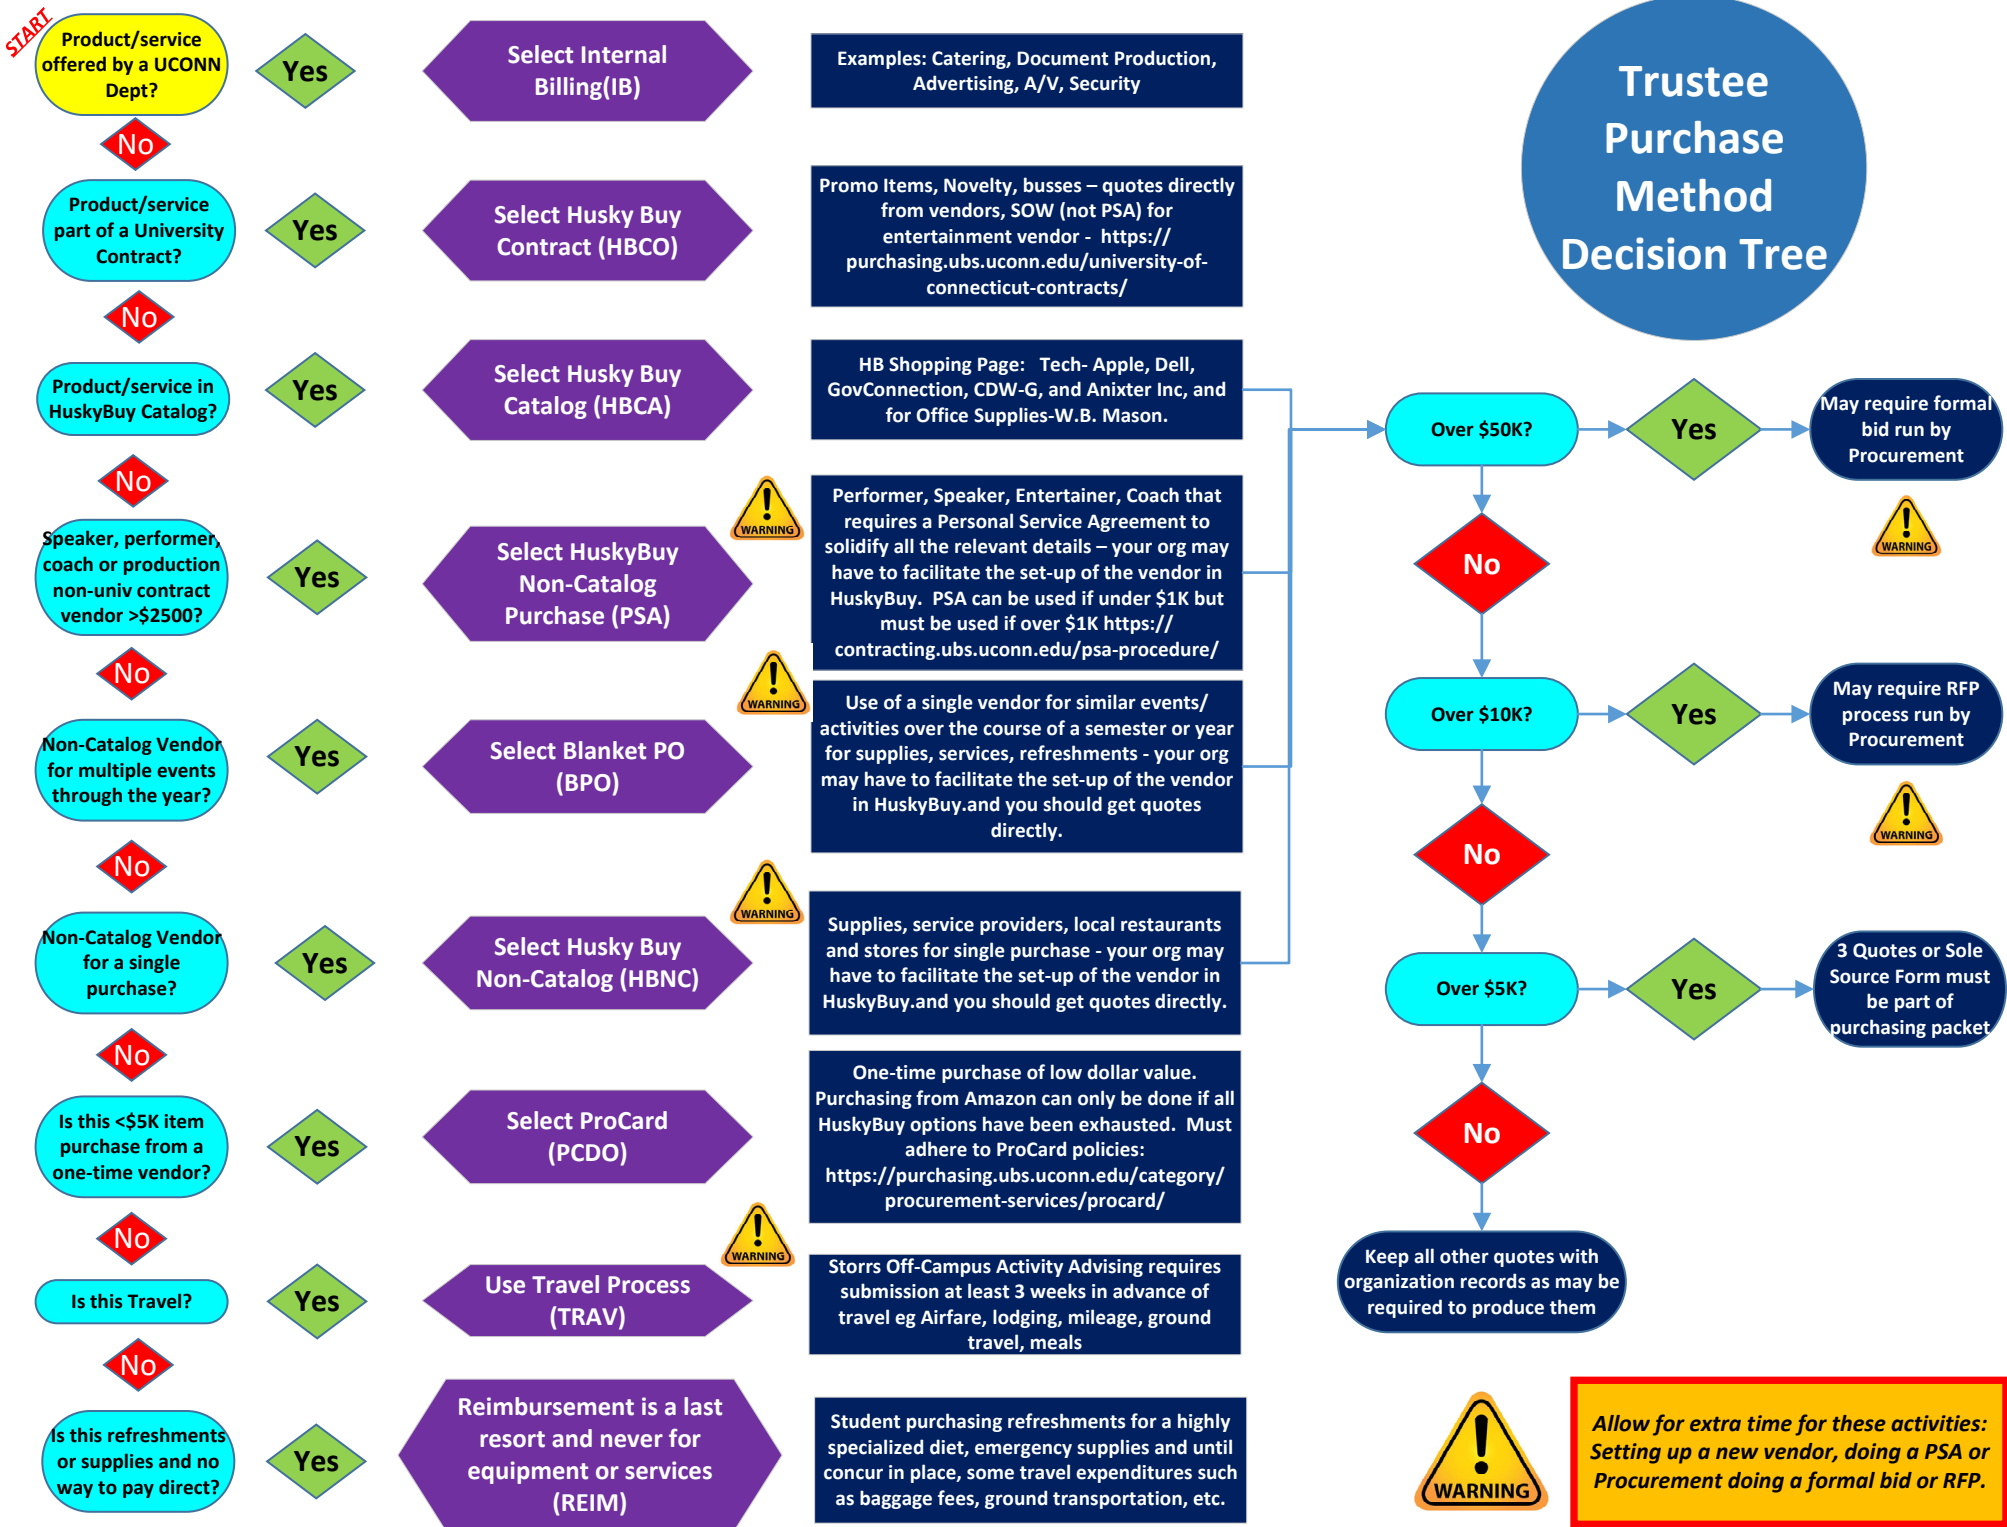 START
Product/service
offered by a UCONN
Dept?
Yes
Select Internal
Billing(IB)
Examples: Catering, Document Production,
Advertising, A/V, Security
No
Product/service
part of a University
Contract?
Yes
Select Husky Buy
Contract (HBCO)
Promo Items, Novelty, busses – quotes directly
from vendors, SOW (not PSA) for
entertainment vendor - https://
purchasing.ubs.uconn.edu/university-of-
connecticut-contracts/
No
Product/service in
HuskyBuy Catalog?
Yes
Select Husky Buy
Catalog (HBCA)
HB Shopping Page: Tech- Apple, Dell,
GovConnection, CDW-G, and Anixter Inc, and
for Office Supplies-W.B. Mason.
No
Speaker, performer,
coach or production
non-univ contract
vendor >$2500?
Yes
Select HuskyBuy
Non-Catalog
Purchase (PSA)
WARNING
Performer, Speaker, Entertainer, Coach that
requires a Personal Service Agreement to
solidify all the relevant details – your org may
have to facilitate the set-up of the vendor in
HuskyBuy. PSA can be used if under $1K but
must be used if over $1K https://
contracting.ubs.uconn.edu/psa-procedure/
No
Non-Catalog Vendor
for multiple events
through the year?
Yes
Select Blanket PO
(BPO)
WARNING
Use of a single vendor for similar events/
activities over the course of a semester or year
for supplies, services, refreshments - your org
may have to facilitate the set-up of the vendor
in HuskyBuy.and you should get quotes
directly.
No
Non-Catalog Vendor
for a single
purchase?
Yes
Select Husky Buy
Non-Catalog (HBNC)
WARNING
Supplies, service providers, local restaurants
and stores for single purchase - your org may
have to facilitate the set-up of the vendor in
HuskyBuy.and you should get quotes directly.
No
Is this <$5K item
purchase from a
one-time vendor?
Yes
Select ProCard
(PCDO)
One-time purchase of low dollar value.
Purchasing from Amazon can only be done if all
HuskyBuy options have been exhausted. Must
adhere to ProCard policies:
https://purchasing.ubs.uconn.edu/category/
procurement-services/procard/
No
Is this Travel?
Yes
Use Travel Process
(TRAV)
WARNING
Storrs Off-Campus Activity Advising requires
submission at least 3 weeks in advance of
travel eg Airfare, lodging, mileage, ground
travel, meals
No
Is this refreshments
or supplies and no
way to pay direct?
Yes
Reimbursement is a last
resort and never for
equipment or services
(REIM)
Student purchasing refreshments for a highly
specialized diet, emergency supplies and until
concur in place, some travel expenditures such
as baggage fees, ground transportation, etc.
Trustee
Purchase
Method
Decision Tree
Over $50K?
Yes
May require formal
bid run by
Procurement
WARNING
No
Over $10K?
Yes
May require RFP
process run by
Procurement
WARNING
No
Over $5K?
Yes
3 Quotes or Sole
Source Form must
be part of
purchasing packet
No
Keep all other quotes with
organization records as may be
required to produce them
WARNING
Allow for extra time for these activities:
Setting up a new vendor, doing a PSA or
Procurement doing a formal bid or RFP.